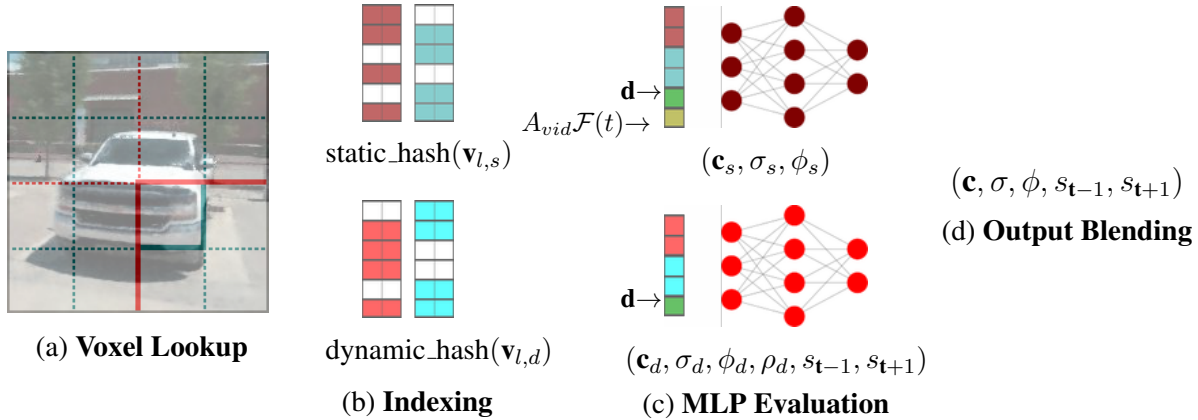 (a) Voxel Lookup
static_hash(v_{l,s})
dynamic_hash(v_{l,d})
(b) Indexing
d→
A_{vid}ℱ(t)→
(c_s, σ_s, ϕ_s)
d→
(c_d, σ_d, ϕ_d, ρ_d, s_{t−1}, s_{t+1})
(c) MLP Evaluation
(c, σ, ϕ, s_{t−1}, s_{t+1})
(d) Output Blending